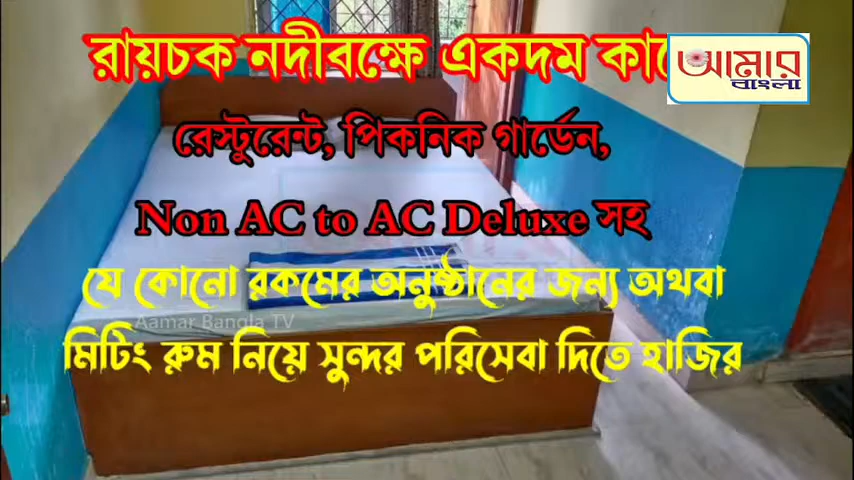 রায়চক নদীবক্ষে একদম
আমার
বাংলা
রেস্টুরেন্ট, পিকনিক গার্ডেন,
Non AC to AC Deluxe সহ
যে কোনো রকমের অনুষ্ঠানের জন্য অথবা
Aamar Bangla TV
মিটিং রুম নিয়ে সুন্দর পরিসেবা দিতে হাজির